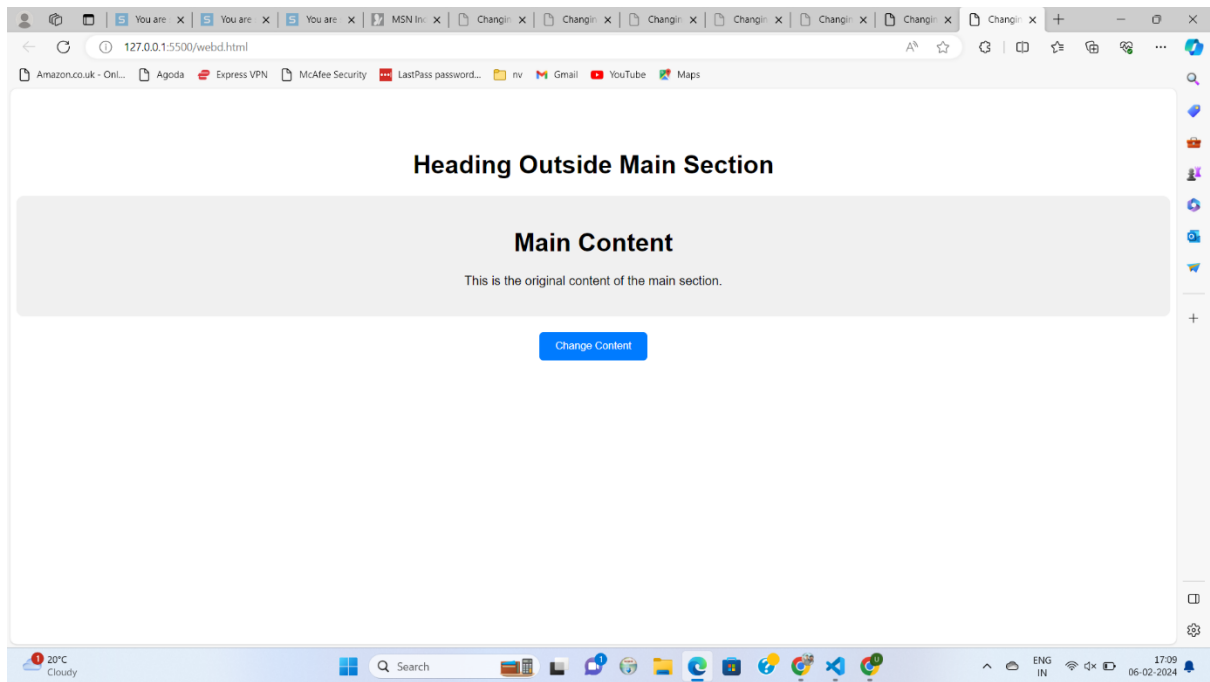 You are
You are
You are
MSN Inc
Changin
Changin
Changin
Changin
Changin
Changin
Changin
127.0.0.1:5500/webd.html
Amazon.co.uk - Onl...
Agoda
Express VPN
McAfee Security
LastPass password...
nv
Gmail
YouTube
Maps
Heading Outside Main Section
Main Content
This is the original content of the main section.
Change Content
1
20°C
Cloudy
Search
ENG
IN
17:09
06-02-2024